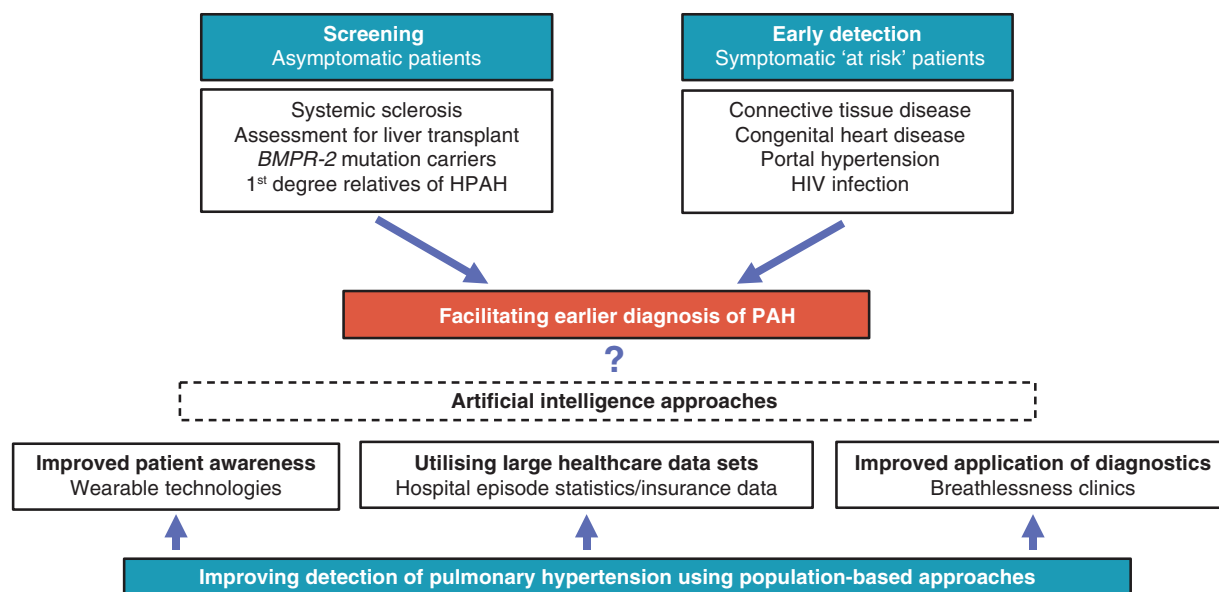 Screening
Asymptomatic patients
Systemic sclerosis
Assessment for liver transplant
BMPR-2 mutation carriers
1st degree relatives of HPAH
Early detection
Symptomatic ‘at risk’ patients
Connective tissue disease
Congenital heart disease
Portal hypertension
HIV infection
Facilitating earlier diagnosis of PAH
?
Artificial intelligence approaches
Improved patient awareness
Wearable technologies
Utilising large healthcare data sets
Hospital episode statistics/insurance data
Improved application of diagnostics
Breathlessness clinics
Improving detection of pulmonary hypertension using population-based approaches